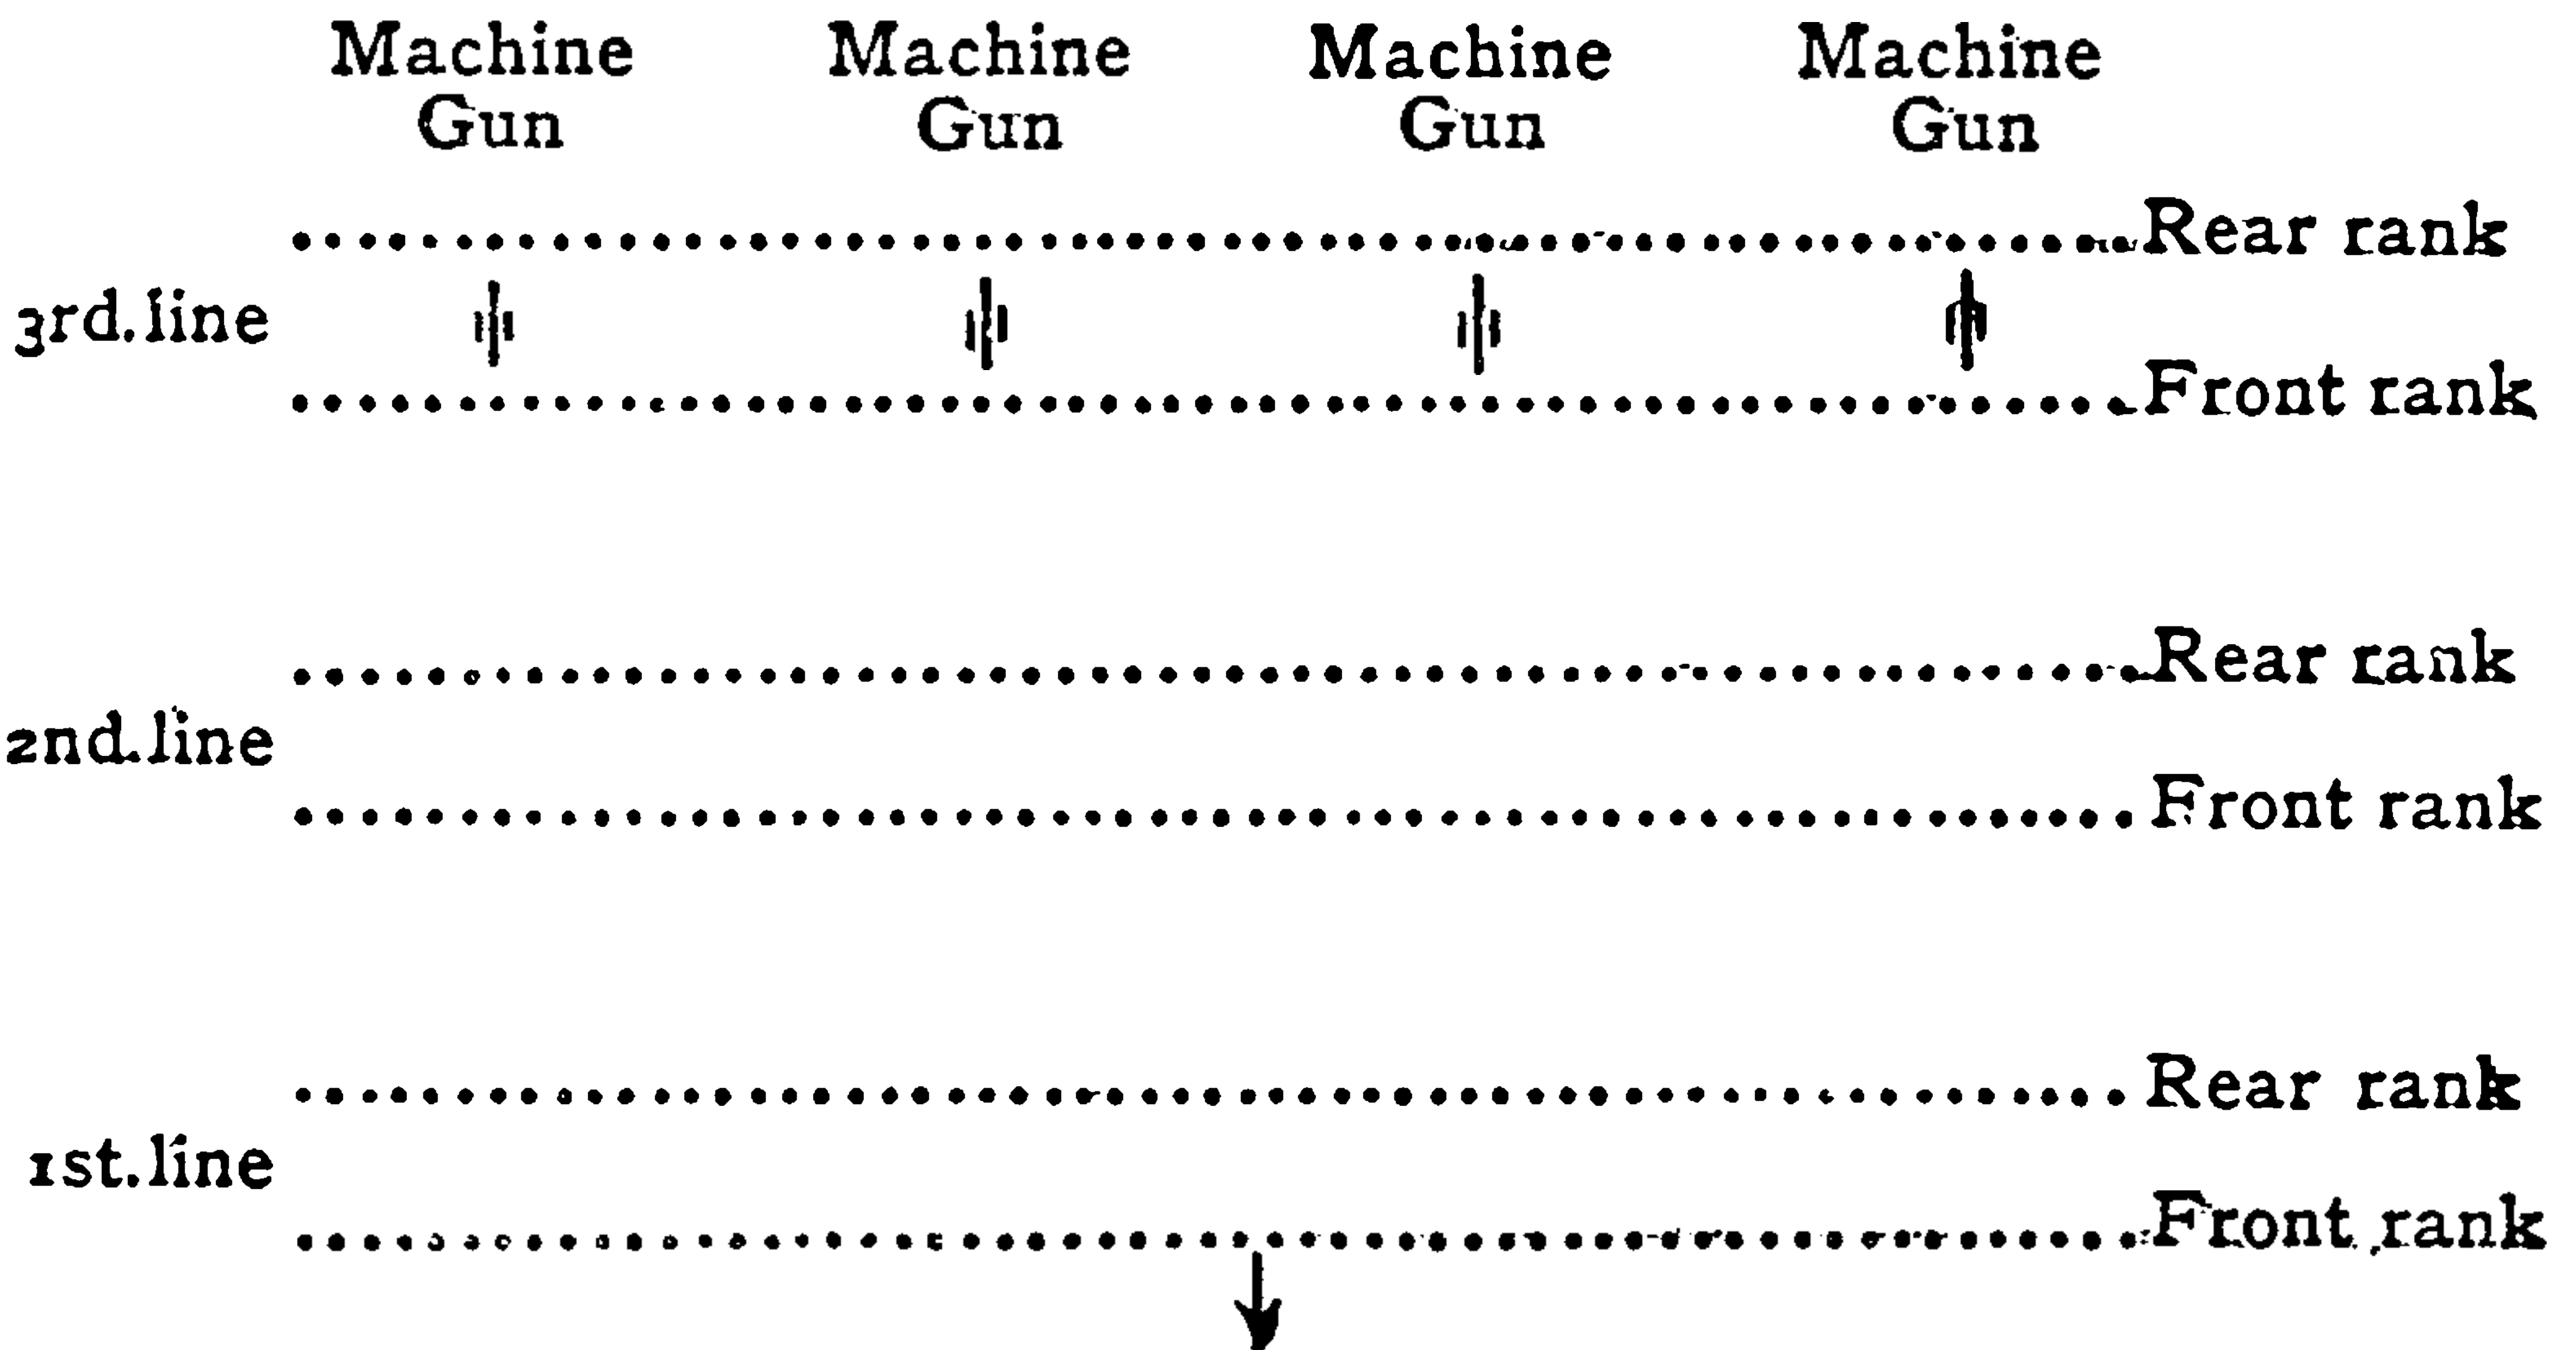 Machine Gun
Machine Gun
Machine Gun
Machine Gun
Rear rank
3rd. line
Front rank
Rear rank
2nd. line
Front rank
Rear rank
1st. line
Front rank